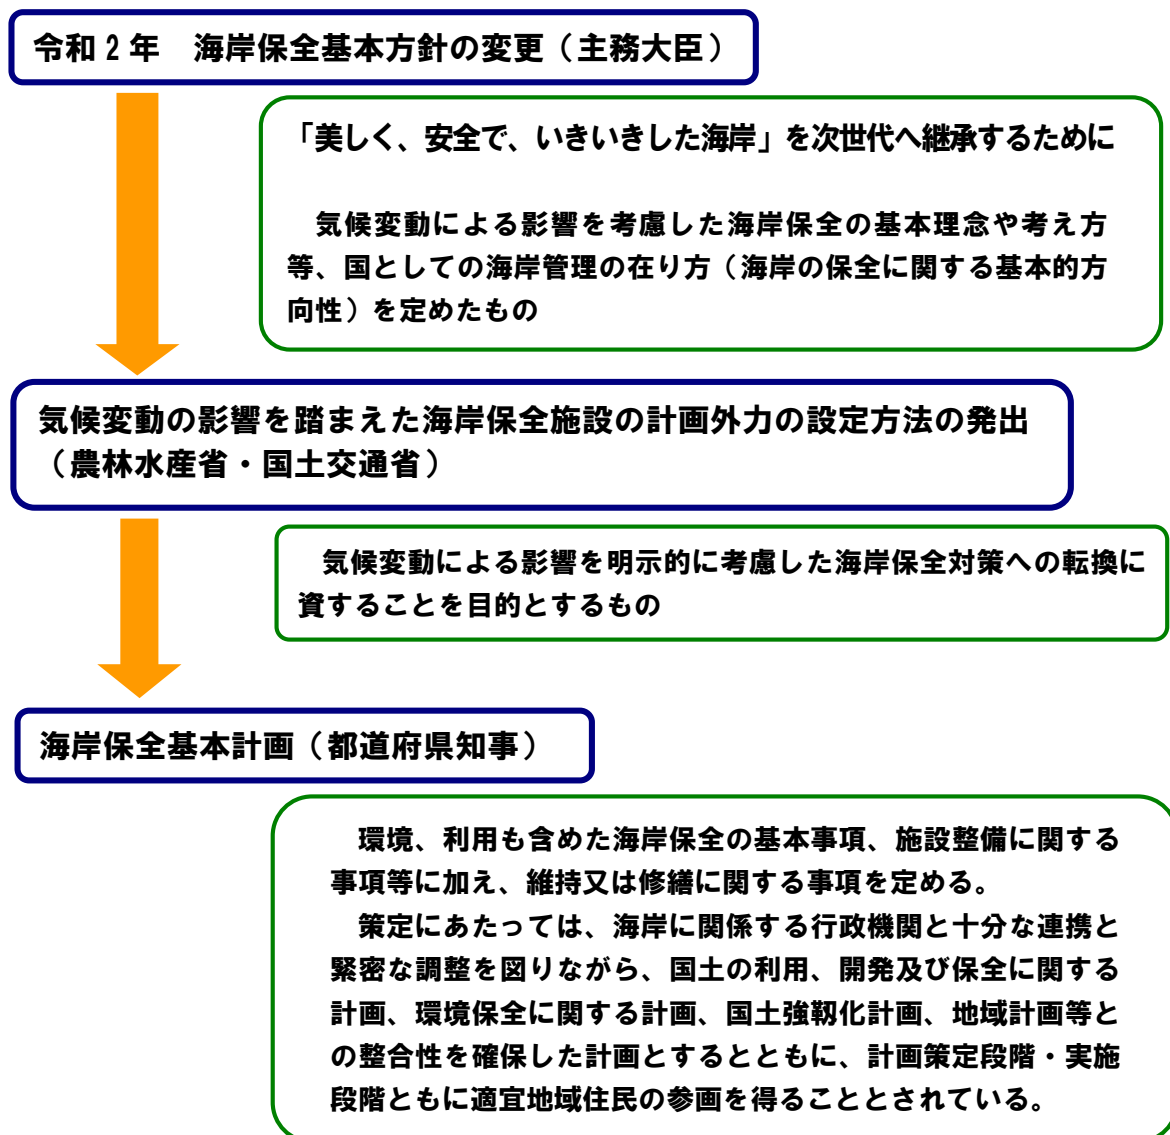 令和2年　海岸保全基本方針の変更（主務大臣）
「美しく、安全で、いきいきした海岸」を次世代へ継承するために
気候変動による影響を考慮した海岸保全の基本理念や考え方
等、国としての海岸管理の在り方（海岸の保全に関する基本的方
向性）を定めたもの
気候変動の影響を踏まえた海岸保全施設の計画外力の設定方法の発出
（農林水産省・国土交通省）
気候変動による影響を明示的に考慮した海岸保全対策への転換に
資することを目的とするもの
海岸保全基本計画（都道府県知事）
環境、利用も含めた海岸保全の基本事項、施設整備に関する
事項等に加え、維持又は修繕に関する事項を定める。
策定にあたっては、海岸に関係する行政機関と十分な連携と
緊密な調整を図りながら、国土の利用、開発及び保全に関する
計画、環境保全に関する計画、国土強靱化計画、地域計画等と
の整合性を確保した計画とするとともに、計画策定段階・実施
段階ともに適宜地域住民の参画を得ることとされている。